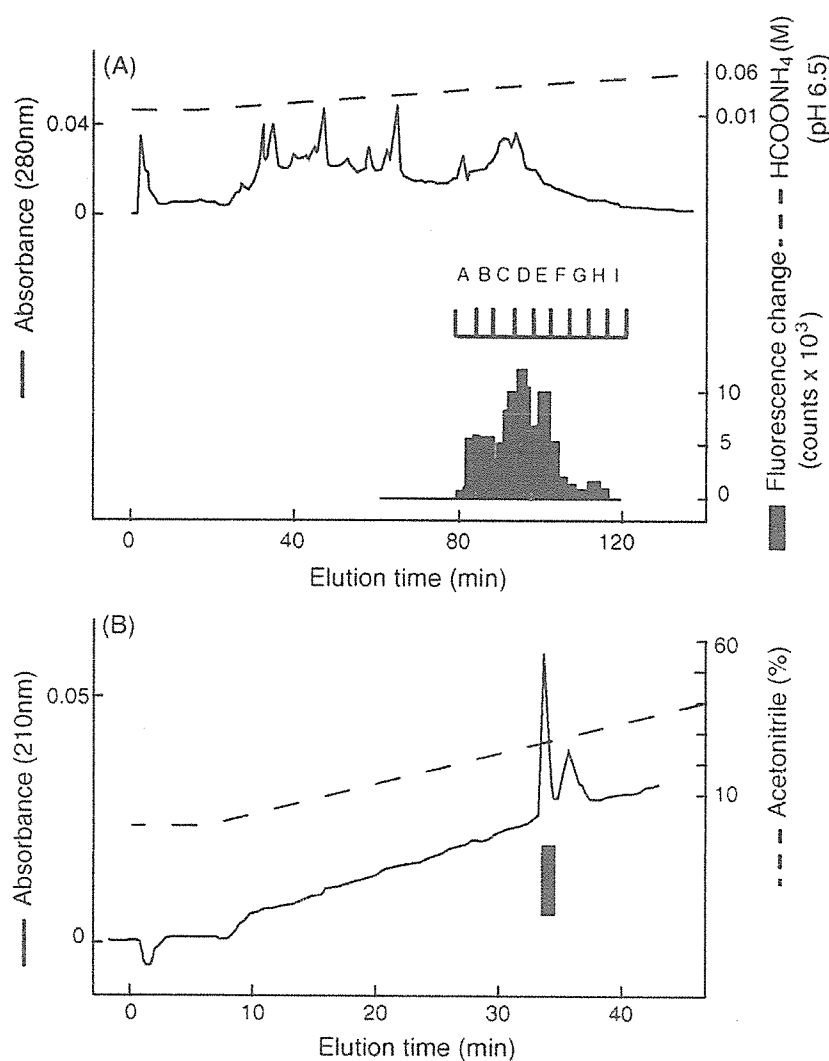 (A)
Absorbance (280nm)
0.04
0
0.06
0.01
HCOONH₄ (M)
(pH 6.5)
A B C D E F G H I
10
5
0
Fluorescence change
(counts x 10³)
0 40 80 120
Elution time (min)
(B)
Absorbance (210nm)
0.05
0
60
10
Acetonitrile (%)
0 10 20 30 40
Elution time (min)